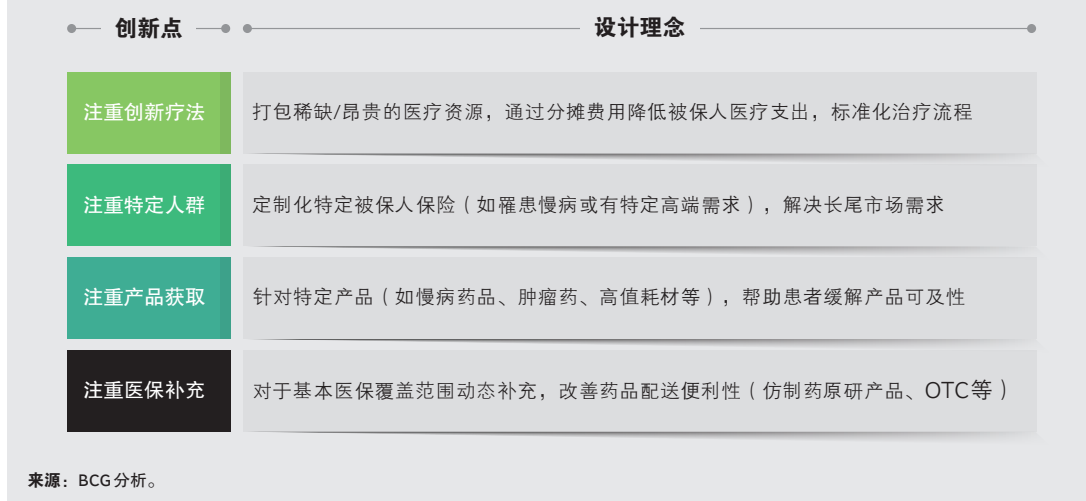 创新点 设计理念
注重创新疗法 打包稀缺/昂贵的医疗资源，通过分摊费用降低被保人医疗支出，标准化治疗流程
注重特定人群 定制化特定被保人保险（如罹患慢病或有特定高端需求），解决长尾市场需求
注重产品获取 针对特定产品（如慢病药品、肿瘤药、高值耗材等），帮助患者缓解产品可及性
注重医保补充 对于基本医保覆盖范围动态补充，改善药品配送便利性（仿制药原研产品、OTC等）
来源：BCG分析。